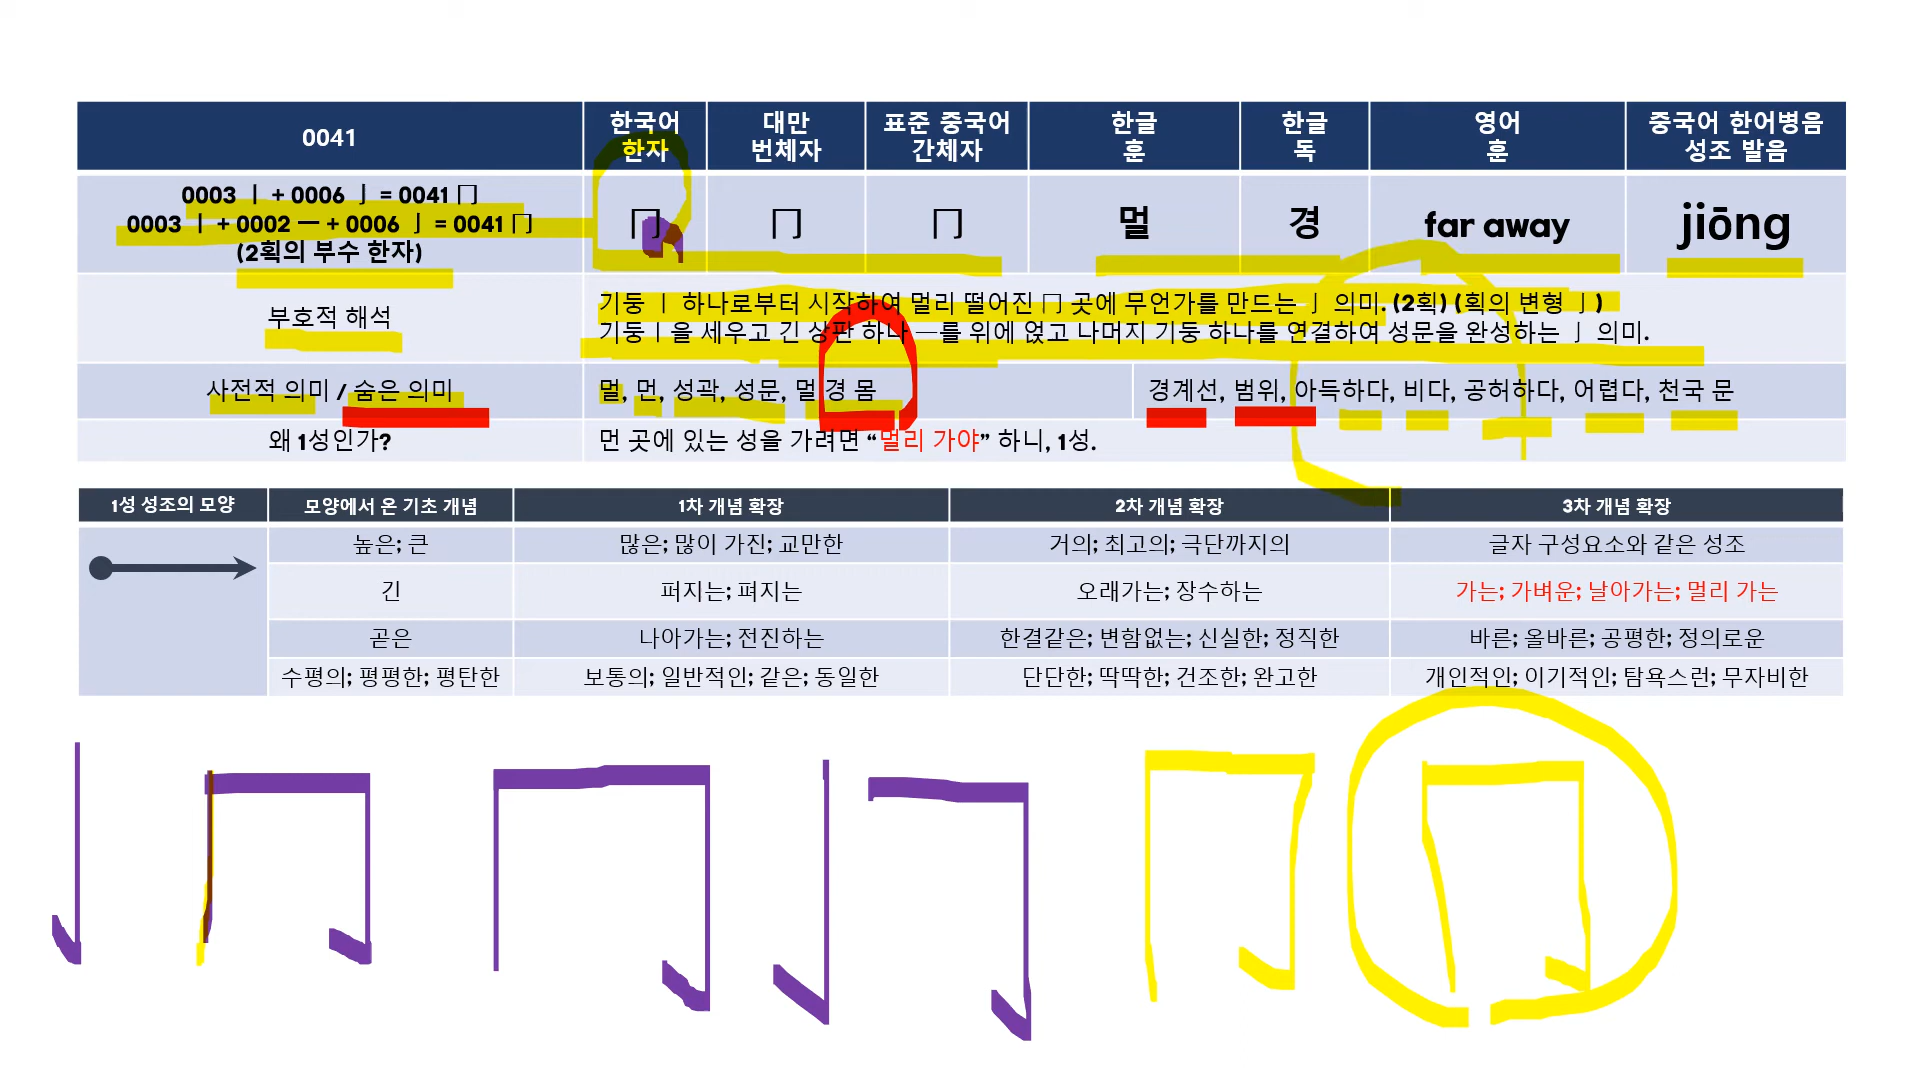 0041
한국어
한자
대만
번체자
표준 중국어
간체자
한글
훈
한글
독
영어
훈
중국어 한어병음
성조 발음
0003 丨 + 0006 亅 = 0041 冂
0003 丨 + 0002 一 + 0006 亅 = 0041 冂
(2획의 부수 한자)
冂
冂
冂
멀
경
far away
jiōng
부호적 해석
기둥 丨 하나로부터 시작하여 멀리 떨어진 冂 곳에 무언가를 만드는 亅 의미. (2획) (획의 변형 亅)
기둥丨을 세우고 긴 상판 하나 一를 위에 얹고 나머지 기둥 하나를 연결하여 성문을 완성하는 亅 의미.
사전적 의미 / 숨은 의미
멀, 먼, 성곽, 성문, 멀 경 몸
경계선, 범위, 아득하다, 비다, 공허하다, 어렵다, 천국 문
왜 1성인가?
먼 곳에 있는 성을 가려면 “멀리 가야” 하니, 1성.
1성 성조의 모양
모양에서 온 기초 개념
1차 개념 확장
2차 개념 확장
3차 개념 확장
높은; 큰
많은; 많이 가진; 교만한
거의; 최고의; 극단까지의
글자 구성요소와 같은 성조
긴
퍼지는; 펴지는
오래가는; 장수하는
가는; 가벼운; 날아가는; 멀리 가는
곧은
나아가는; 전진하는
한결같은; 변함없는; 신실한; 정직한
바른; 올바른; 공평한; 정의로운
수평의; 평평한; 평탄한
보통의; 일반적인; 같은; 동일한
단단한; 딱딱한; 건조한; 완고한
개인적인; 이기적인; 탐욕스런; 무자비한